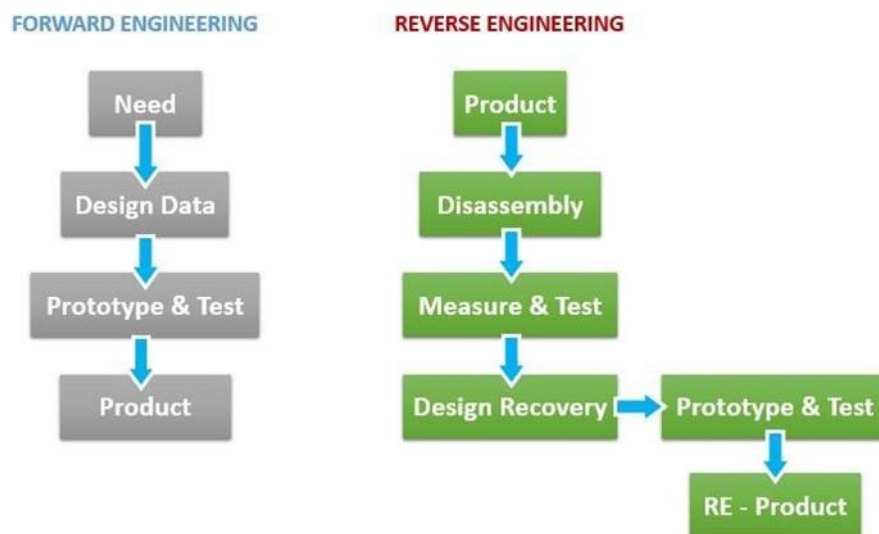 FORWARD ENGINEERING
Need
Design Data
Prototype & Test
Product
REVERSE ENGINEERING
Product
Disassembly
Measure & Test
Design Recovery
Prototype & Test
RE - Product